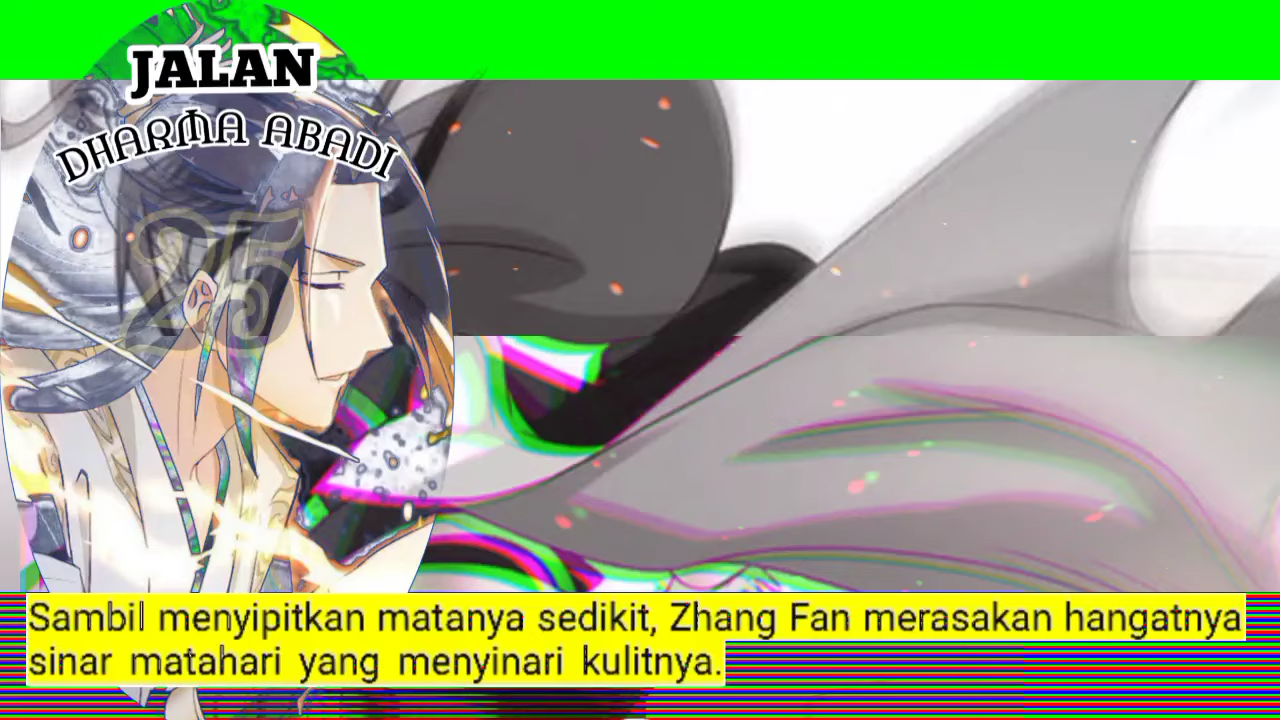 JALAN
DHARMA ABADI
25
Sambil menyipitkan matanya sedikit, Zhang Fan merasakan hangatnya
sinar matahari yang menyinari kulitnya.